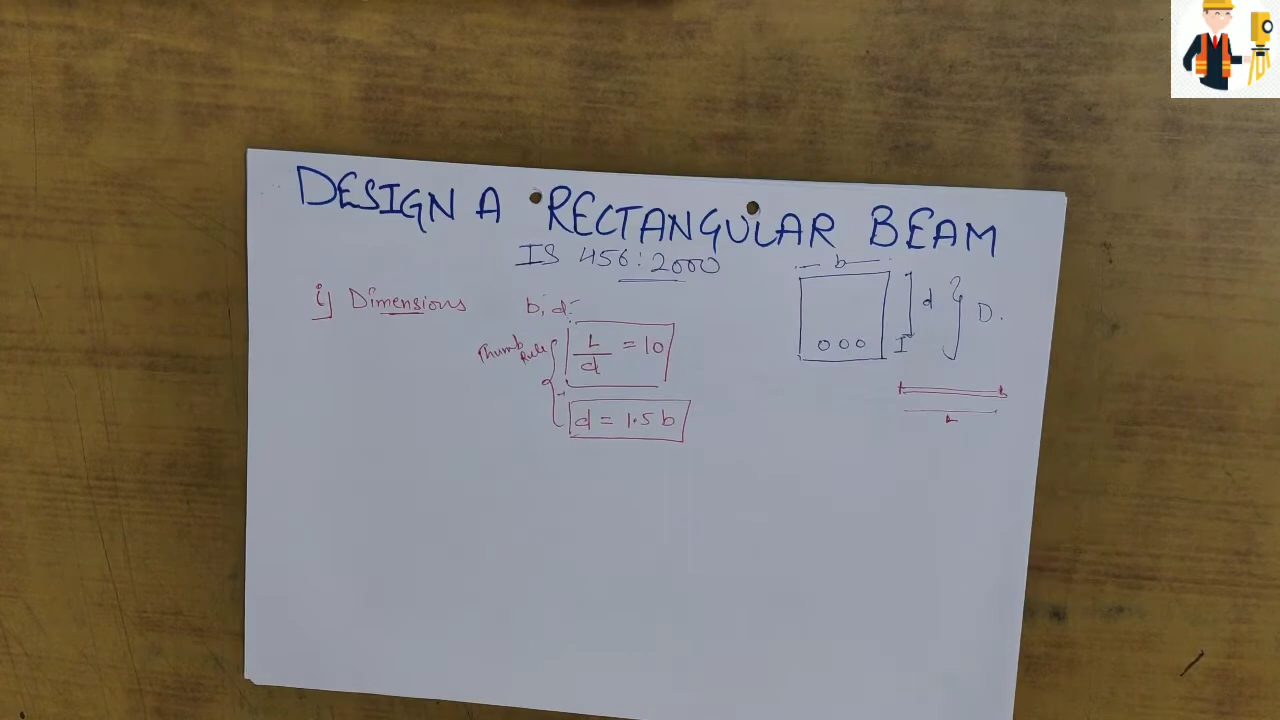 DESIGN A RECTANGULAR BEAM
IS 456:2000
i) Dimensions
b, d:-
Thumb Rule
L/d = 10
d = 1.5 b
b
d
D.
L